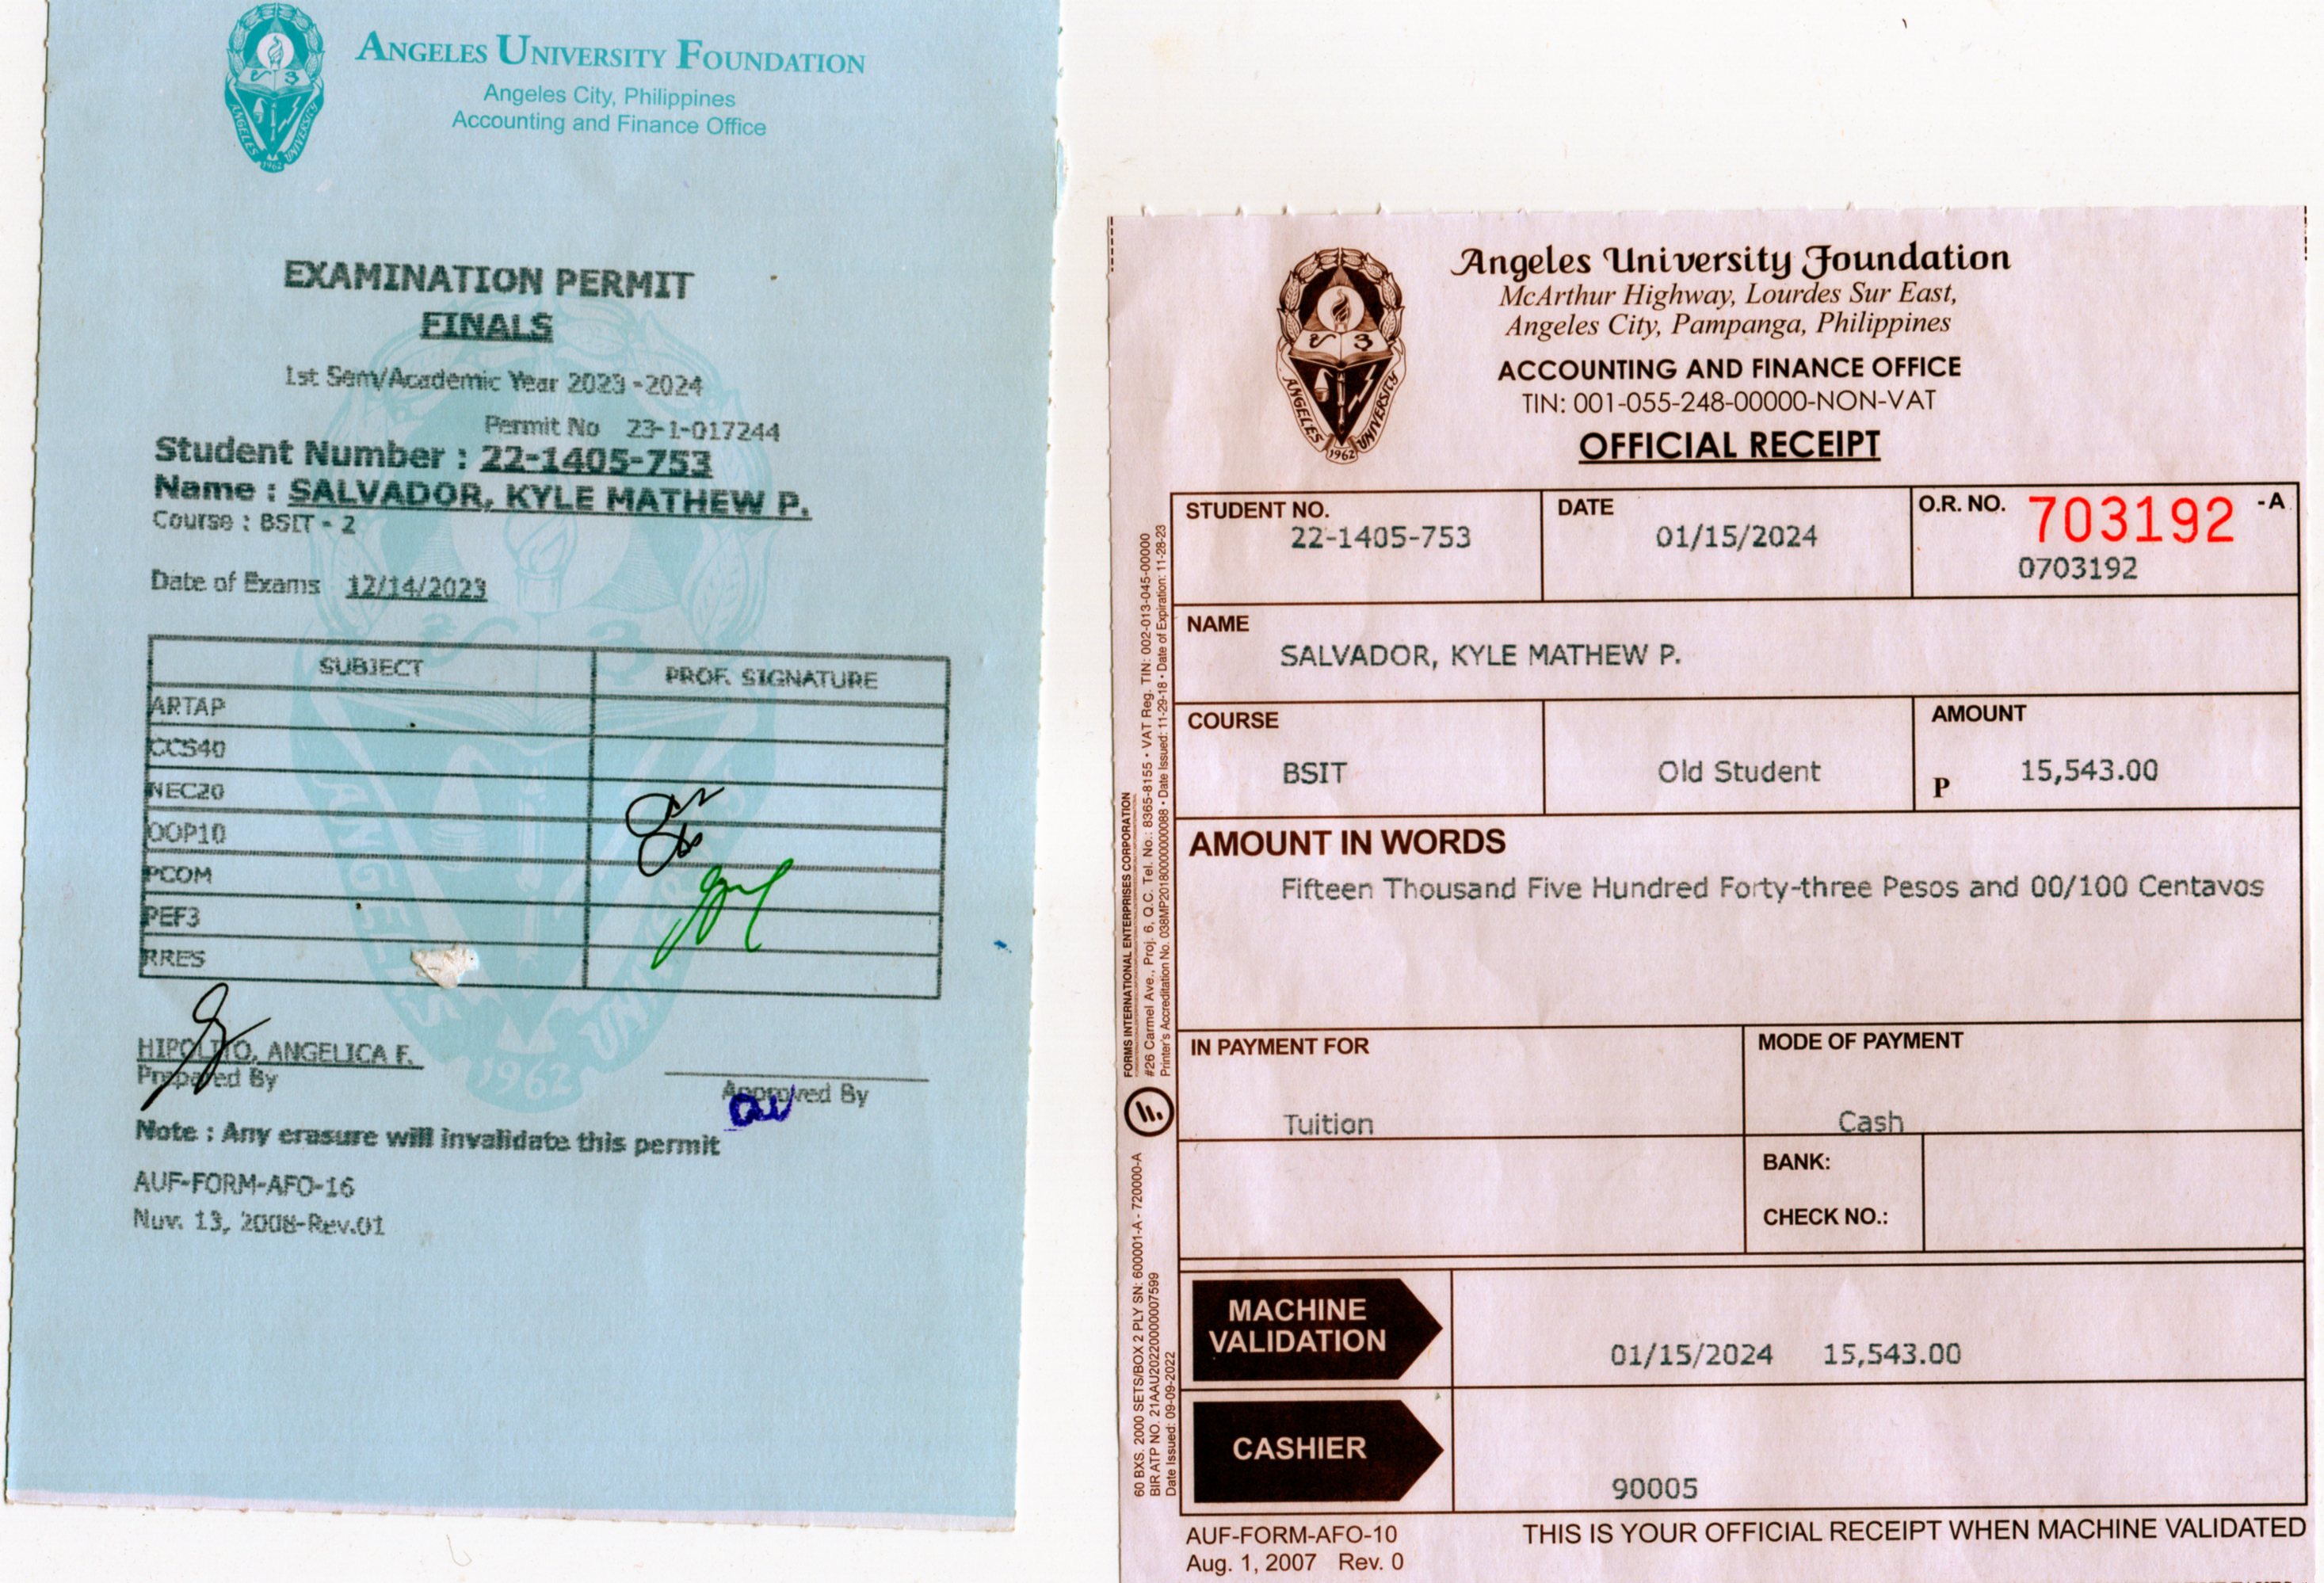 ANGELES UNIVERSITY FOUNDATION
Angeles City, Philippines
Accounting and Finance Office
ANGELES UNIVERSITY
1962
EXAMINATION PERMIT
FINALS
1st Sem/Academic Year 2023 -2024
Permit No 23-1-017244
Student Number : 22-1405-753
Name : SALVADOR, KYLE MATHEW P.
Course : BSIT - 2
Date of Exams 12/14/2023
SUBJECT PROF. SIGNATURE
ARTAP
CCS40
NEC20
OOP10
PCOM
PEF3
RRES
ANGELES
1962
HIPOLITO, ANGELICA F.
Prepared By
Approved By
Note : Any erasure will invalidate this permit
AUF-FORM-AFO-16
Nov. 13, 2008-Rev.01
Angeles University Foundation
McArthur Highway, Lourdes Sur East,
Angeles City, Pampanga, Philippines
ACCOUNTING AND FINANCE OFFICE
TIN: 001-055-248-00000-NON-VAT
OFFICIAL RECEIPT
ANGELES UNIVERSITY
1962
STUDENT NO. DATE O.R. NO. 703192 -A
22-1405-753 01/15/2024 0703192
NAME
SALVADOR, KYLE MATHEW P.
COURSE AMOUNT
BSIT Old Student P 15,543.00
AMOUNT IN WORDS
Fifteen Thousand Five Hundred Forty-three Pesos and 00/100 Centavos
IN PAYMENT FOR MODE OF PAYMENT
Tuition Cash
BANK:
CHECK NO.:
MACHINE VALIDATION
01/15/2024 15,543.00
CASHIER
90005
AUF-FORM-AFO-10 THIS IS YOUR OFFICIAL RECEIPT WHEN MACHINE VALIDATED
Aug. 1, 2007 Rev. 0
FORMS INTERNATIONAL ENTERPRISES CORPORATION
#26 Carmel Ave., Proj. 6, Q.C. Tel. No.: 8365-8155 • VAT Reg. TIN: 002-013-045-00000
Printer's Accreditation No. • Date Issued: 11-29-18 • Date of Expiration: 11-28-23
60 BXS. 2000 SETS/BOX 2 PLY SN: 600001-A - 720000-A
BIR ATP NO.
Date Issued: 09-09-2022